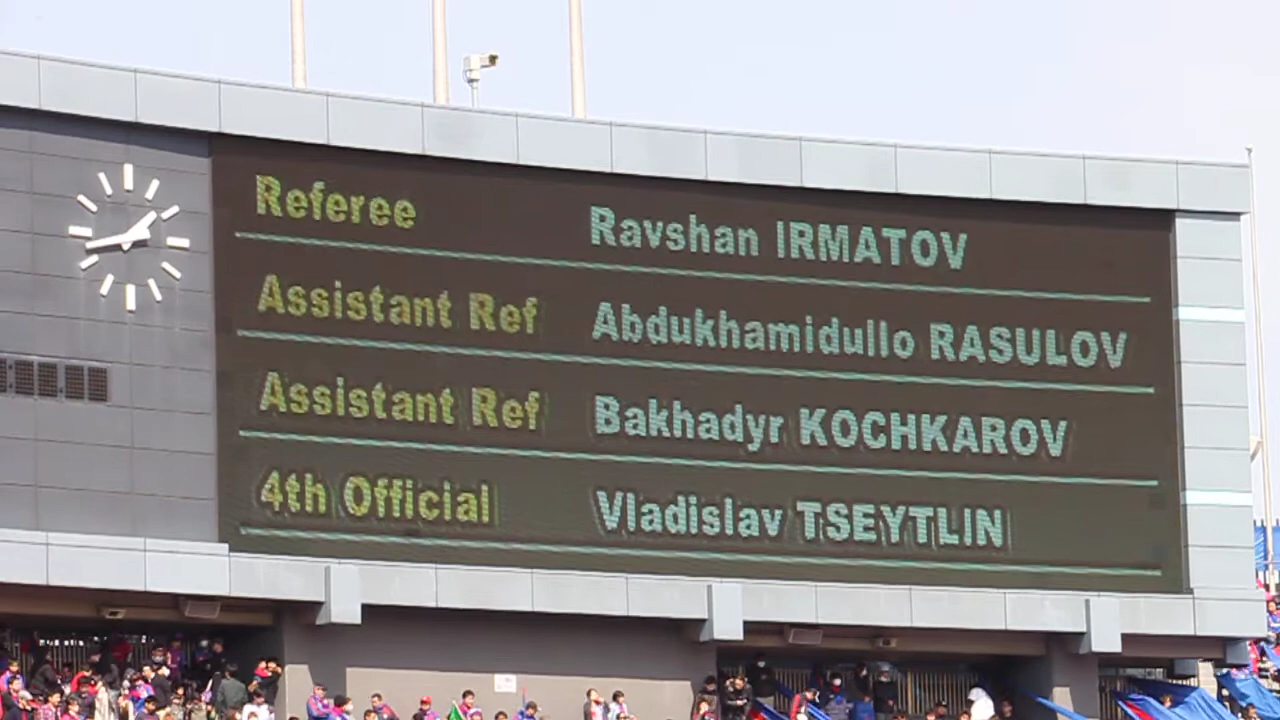 Referee Ravshan IRMATOV
Assistant Ref Abdukhamidullo RASULOV
Assistant Ref Bakhadyr KOCHKAROV
4th Official Vladislav TSEYTLIN